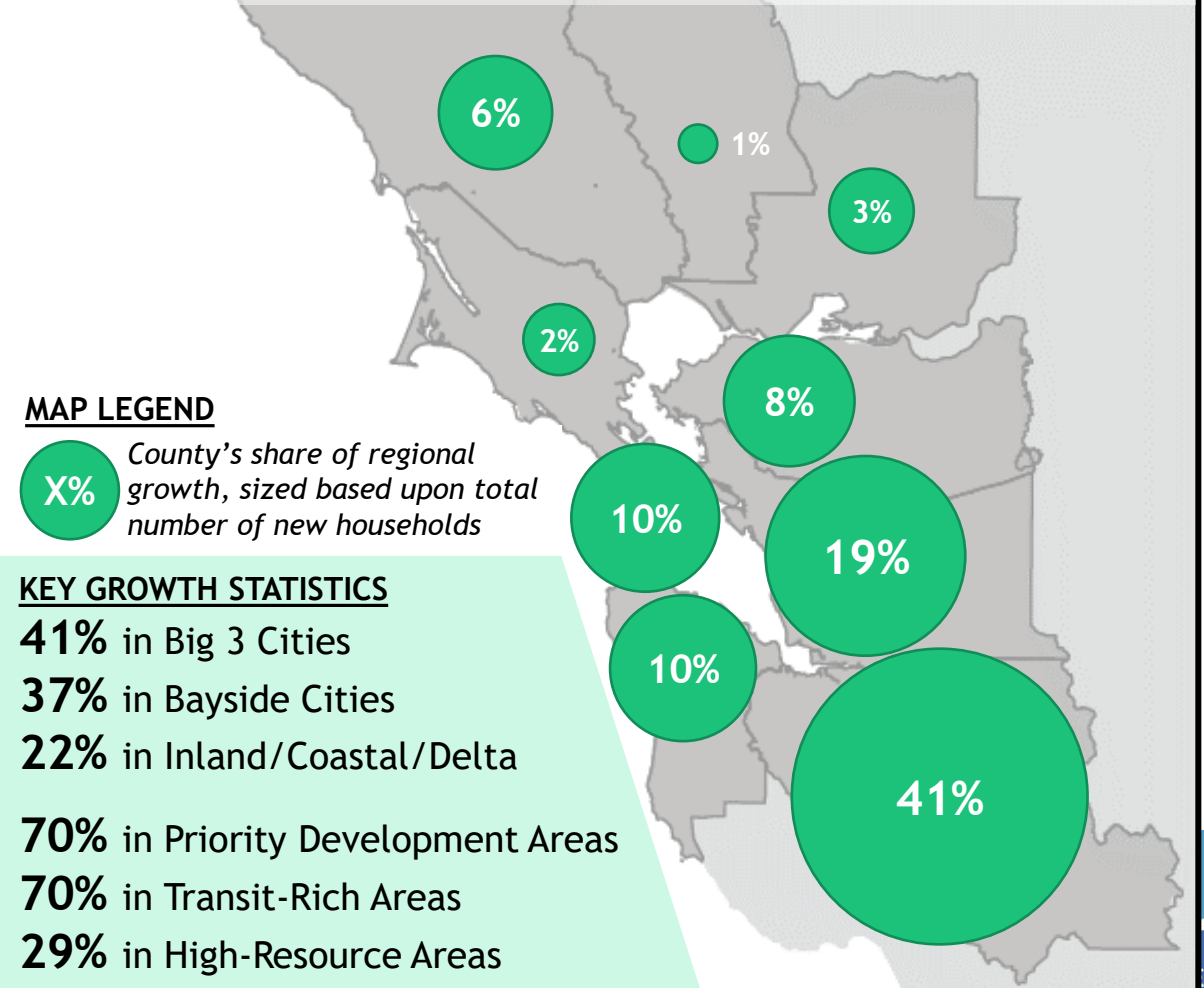 6%
1%
3%
2%
8%
MAP LEGEND
X%
County’s share of regional
growth, sized based upon total
number of new households
10%
19%
KEY GROWTH STATISTICS
41% in Big 3 Cities
37% in Bayside Cities
22% in Inland/Coastal/Delta
10%
41%
70% in Priority Development Areas
70% in Transit-Rich Areas
29% in High-Resource Areas